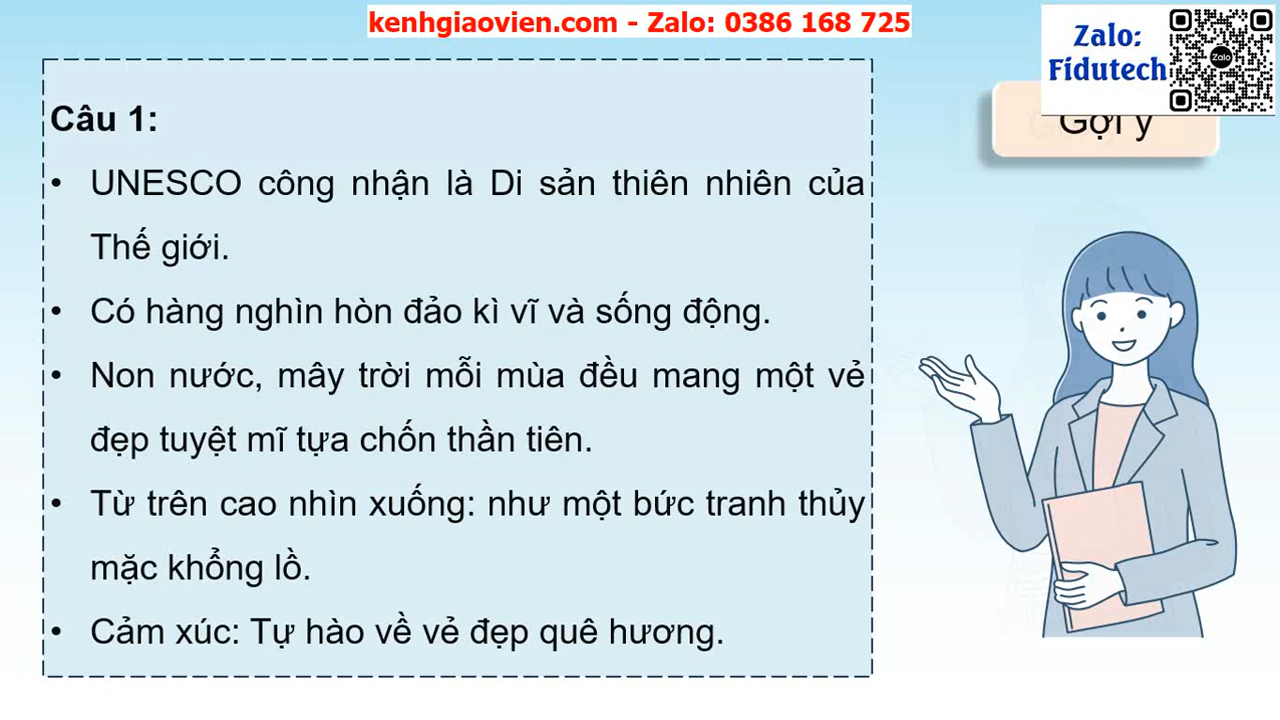 kenhgiaovien.com - Zalo: 0386 168 725
Zalo:
Fidutech
Zalo
Gợi ý
Câu 1:
• UNESCO công nhận là Di sản thiên nhiên của
Thế giới.
• Có hàng nghìn hòn đảo kì vĩ và sống động.
• Non nước, mây trời mỗi mùa đều mang một vẻ
đẹp tuyệt mĩ tựa chốn thần tiên.
• Từ trên cao nhìn xuống: như một bức tranh thủy
mặc khổng lồ.
• Cảm xúc: Tự hào về vẻ đẹp quê hương.